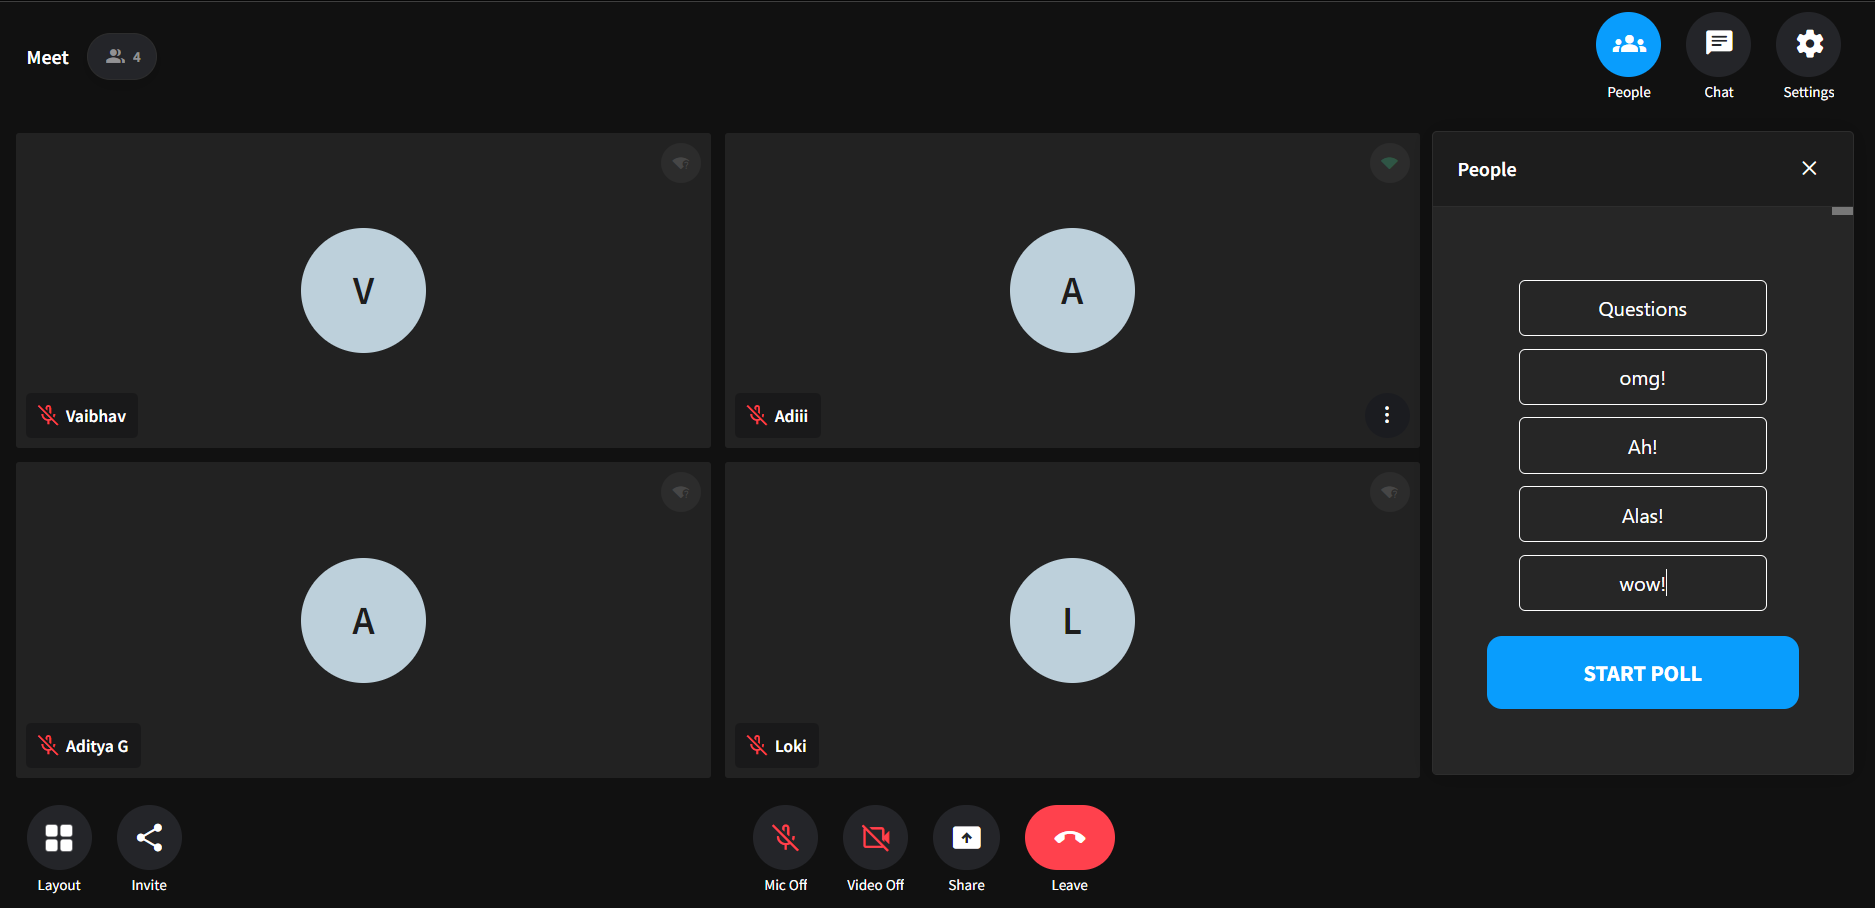 Meet
4
People
Chat
Settings
V
Vaibhav
A
Adiii
A
Aditya G
L
Loki
People
Questions
omg!
Ah!
Alas!
wow!
START POLL
Layout
Invite
Mic Off
Video Off
Share
Leave